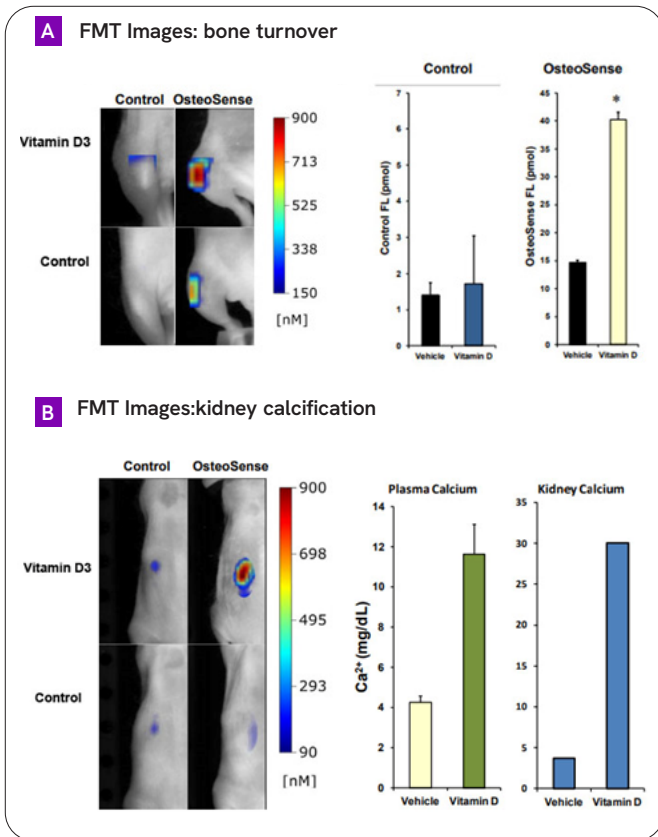 A FMT Images: bone turnover
Control OsteoSense
Vitamin D3
Control
900
713
525
338
150
[nM]
Control
Control FL (pmol)
7
6
5
4
3
2
1
0
Vehicle Vitamin D
OsteoSense
OsteoSense FL (pmol)
45
40
35
30
25
20
15
10
5
0
*
Vehicle Vitamin D
B FMT Images:kidney calcification
Control OsteoSense
Vitamin D3
Control
900
698
495
293
90
[nM]
Plasma Calcium
Ca²⁺ (mg/dL)
14
12
10
8
6
4
2
0
Vehicle Vitamin D
Kidney Calcium
35
30
25
20
15
10
5
0
Vehicle Vitamin D